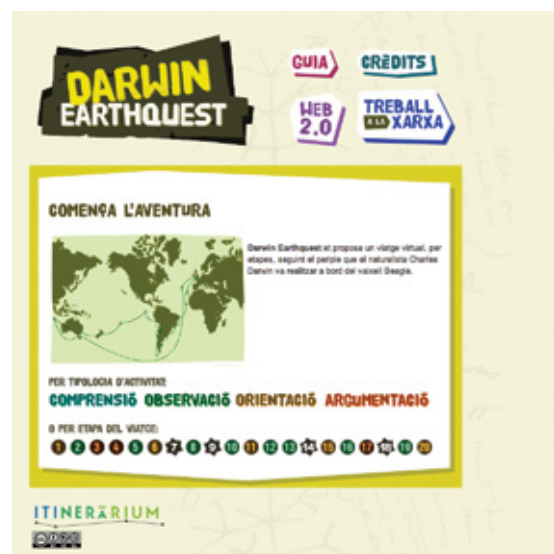 DARWIN
EARTHQUEST
GUIA
CRÈDITS
WEB
2.0
TREBALL
A LA XARXA
COMENÇA L'AVENTURA
Darwin Earthquest et proposa un viatge virtual, per
etapes, seguint el periple que el naturalista Charles
Darwin va realitzar a bord del vaixell Beagle.
PER TIPOLOGIA D'ACTIVITAT:
COMPRENSIÓ OBSERVACIÓ ORIENTACIÓ ARGUMENTACIÓ
O PER ETAPA DEL VIATGE:
1 2 3 4 5 6 7 8 9 10 11 12 13 14 15 16 17 18 19 20
ITINERÀRIUM